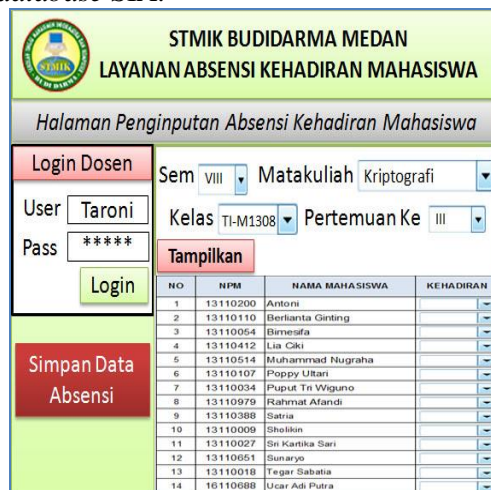 database SIA.
STMIK BUDIDARMA MEDAN
LAYANAN ABSENSI KEHADIRAN MAHASISWA
Halaman Penginputan Absensi Kehadiran Mahasiswa
Login Dosen
User Taroni
Pass *****
Login
Simpan Data
Absensi
Sem VIII Matakuliah Kriptografi
Kelas TI-M1308 Pertemuan Ke III
Tampilkan
NO NPM NAMA MAHASISWA KEHADIRAN
1 13110200 Antoni
2 13110110 Berlianta Ginting
3 13110054 Bimesifa
4 13110412 Lia Ciki
5 13110514 Muhammad Nugraha
6 13110107 Poppy Ultari
7 13110034 Puput Tri Wiguno
8 13110979 Rahmat Afandi
9 13110388 Satria
10 13110009 Sholikin
11 13110027 Sri Kartika Sari
12 13110651 Sunaryo
13 13110018 Tegar Sabatia
14 16110688 Ucar Adi Putra